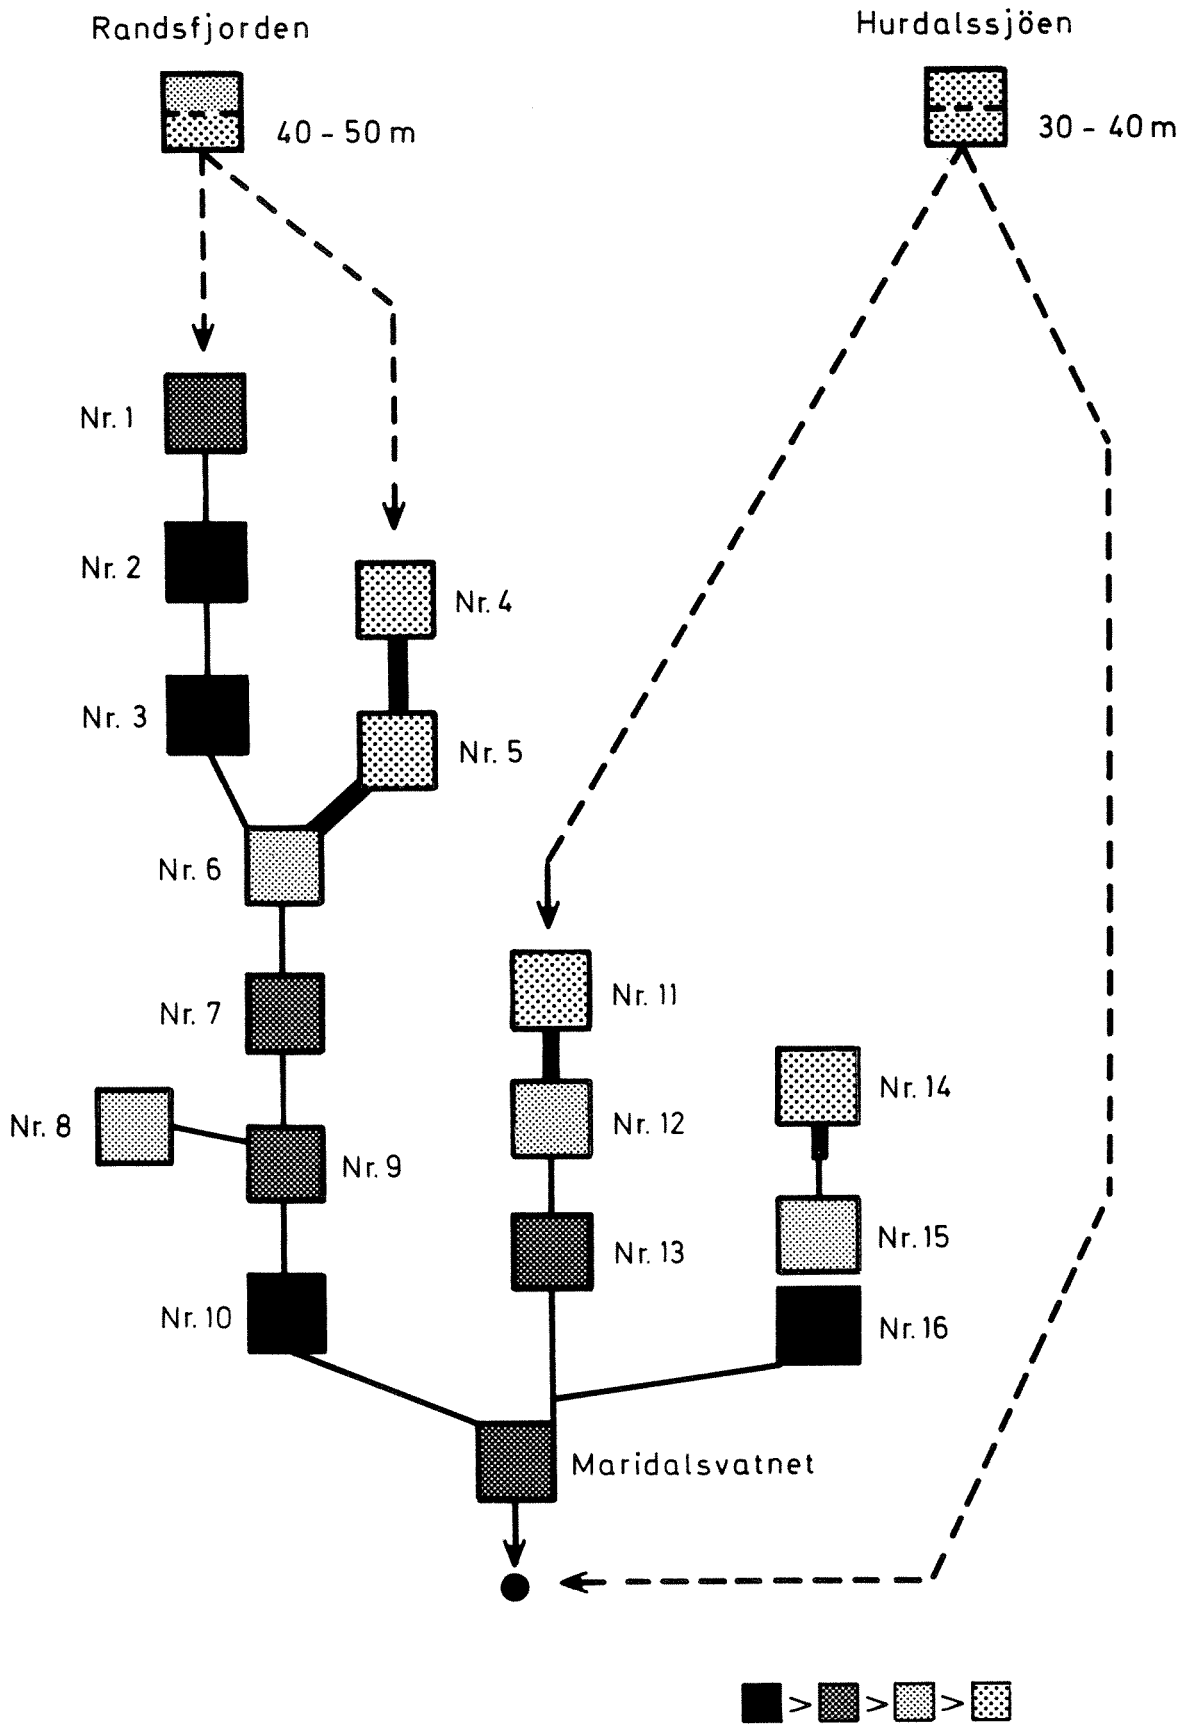 Randsfjorden
Hurdalssjöen
40 - 50 m
30 - 40 m
Nr. 1
Nr. 2
Nr. 4
Nr. 3
Nr. 5
Nr. 6
Nr. 11
Nr. 7
Nr. 14
Nr. 8
Nr. 12
Nr. 9
Nr. 15
Nr. 13
Nr. 10
Nr. 16
Maridalsvatnet
> > >